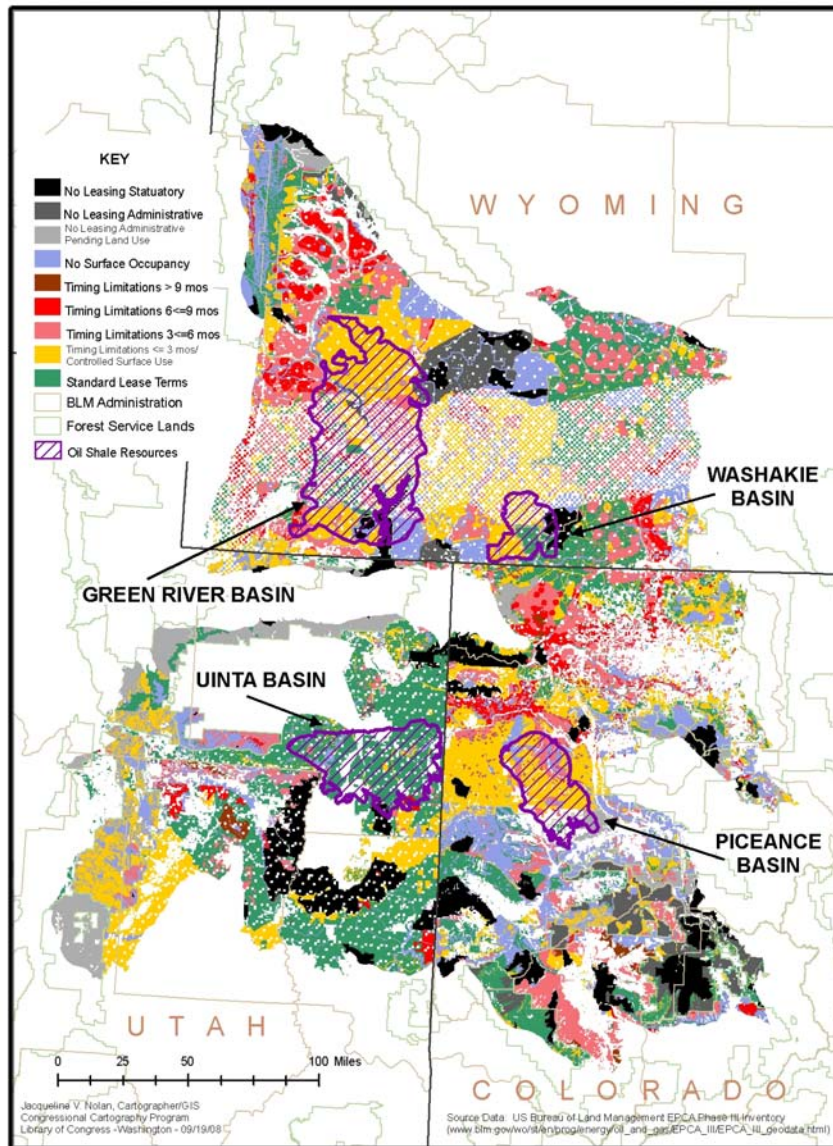 KEY
No Leasing Statuatory
No Leasing Administrative
No Leasing Administrative
Pending Land Use
No Surface Occupancy
Timing Limitations > 9 mos
Timing Limitations 6<=9 mos
Timing Limitations 3<=6 mos
Timing Limitations <= 3 mos/
Controlled Surface Use
Standard Lease Terms
BLM Administration
Forest Service Lands
Oil Shale Resources
WYOMING
WASHAKIE
BASIN
GREEN RIVER BASIN
UINTA BASIN
PICEANCE
BASIN
UTAH
COLORADO
0 25 50 100 Miles
Jacqueline V. Nolan, Cartographer/GIS
Congressional Cartography Program
Library of Congress -Washington - 09/19/08
Source Data: US Bureau of Land Management EPCA Phase III Inventory
(www.blm.gov/wo/st/en/prog/energy/oil_and_gas/EPCA_III/EPCA_III_geodata.html)